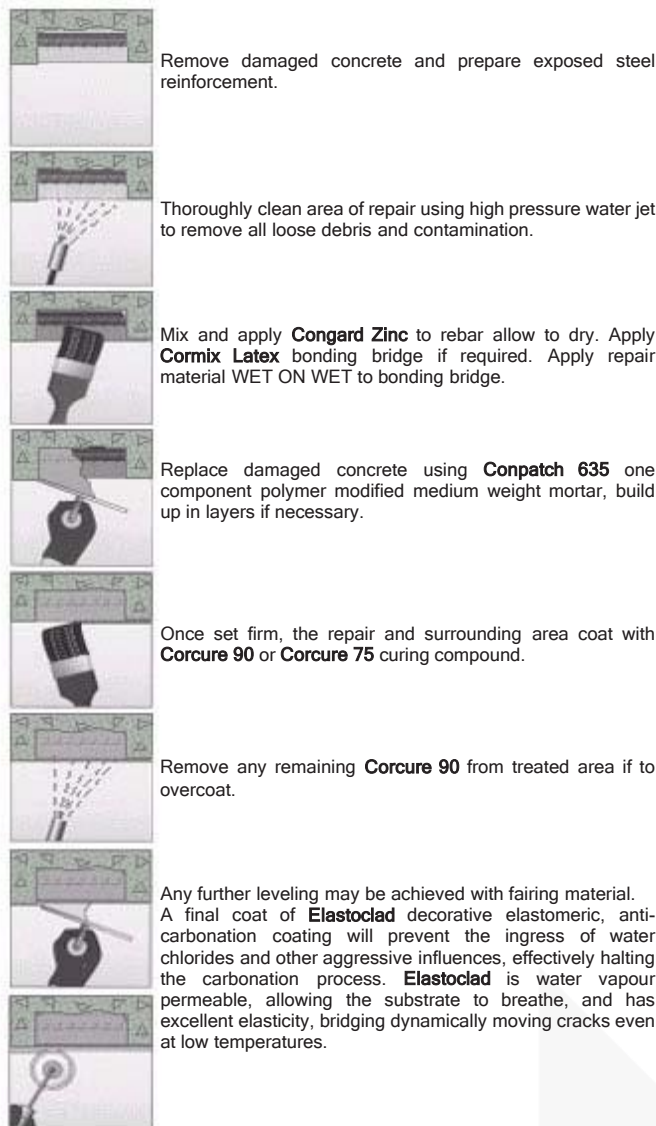 Remove damaged concrete and prepare exposed steel
reinforcement.
Thoroughly clean area of repair using high pressure water jet
to remove all loose debris and contamination.
Mix and apply Congard Zinc to rebar allow to dry. Apply
Cormix Latex bonding bridge if required. Apply repair
material WET ON WET to bonding bridge.
Replace damaged concrete using Conpatch 635 one
component polymer modified medium weight mortar, build
up in layers if necessary.
Once set firm, the repair and surrounding area coat with
Corcure 90 or Corcure 75 curing compound.
Remove any remaining Corcure 90 from treated area if to
overcoat.
Any further leveling may be achieved with fairing material.
A final coat of Elastoclad decorative elastomeric, anti-
carbonation coating will prevent the ingress of water
chlorides and other aggressive influences, effectively halting
the carbonation process. Elastoclad is water vapour
permeable, allowing the substrate to breathe, and has
excellent elasticity, bridging dynamically moving cracks even
at low temperatures.